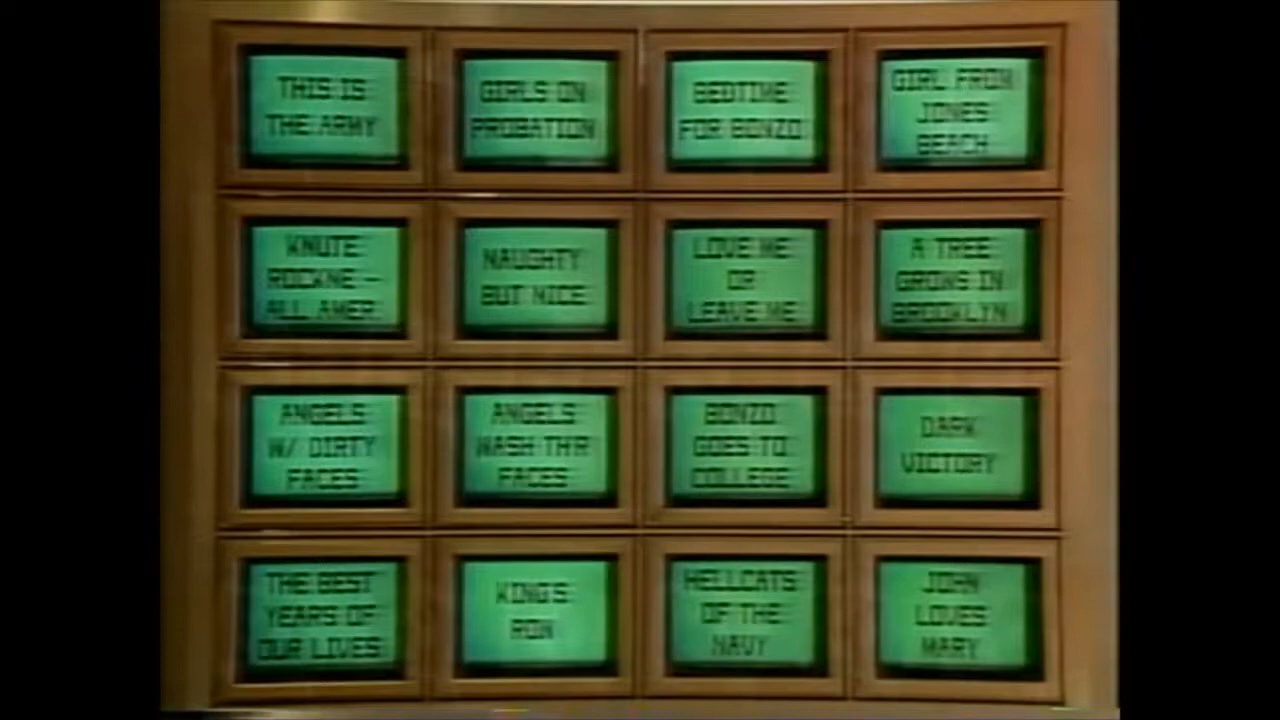 THIS IS
THE ARMY
GIRLS ON
PROBATION
BEDTIME
FOR BONZO
GIRL FROM
JONES
BEACH
KNUTE
ROCKNE-
ALL AMER
NAUGHTY
BUT NICE
LOVE ME
OR
LEAVE ME
A TREE
GROWS IN
BROOKLYN
ANGELS
W/ DIRTY
FACES
ANGELS
WASH THR
FACES
BONZO
GOES TO
COLLEGE
DARK
VICTORY
THE BEST
YEARS OF
OUR LIVES
KINGS
ROW
HELLCATS
OF THE
NAVY
JOHN
LOVES
MARY